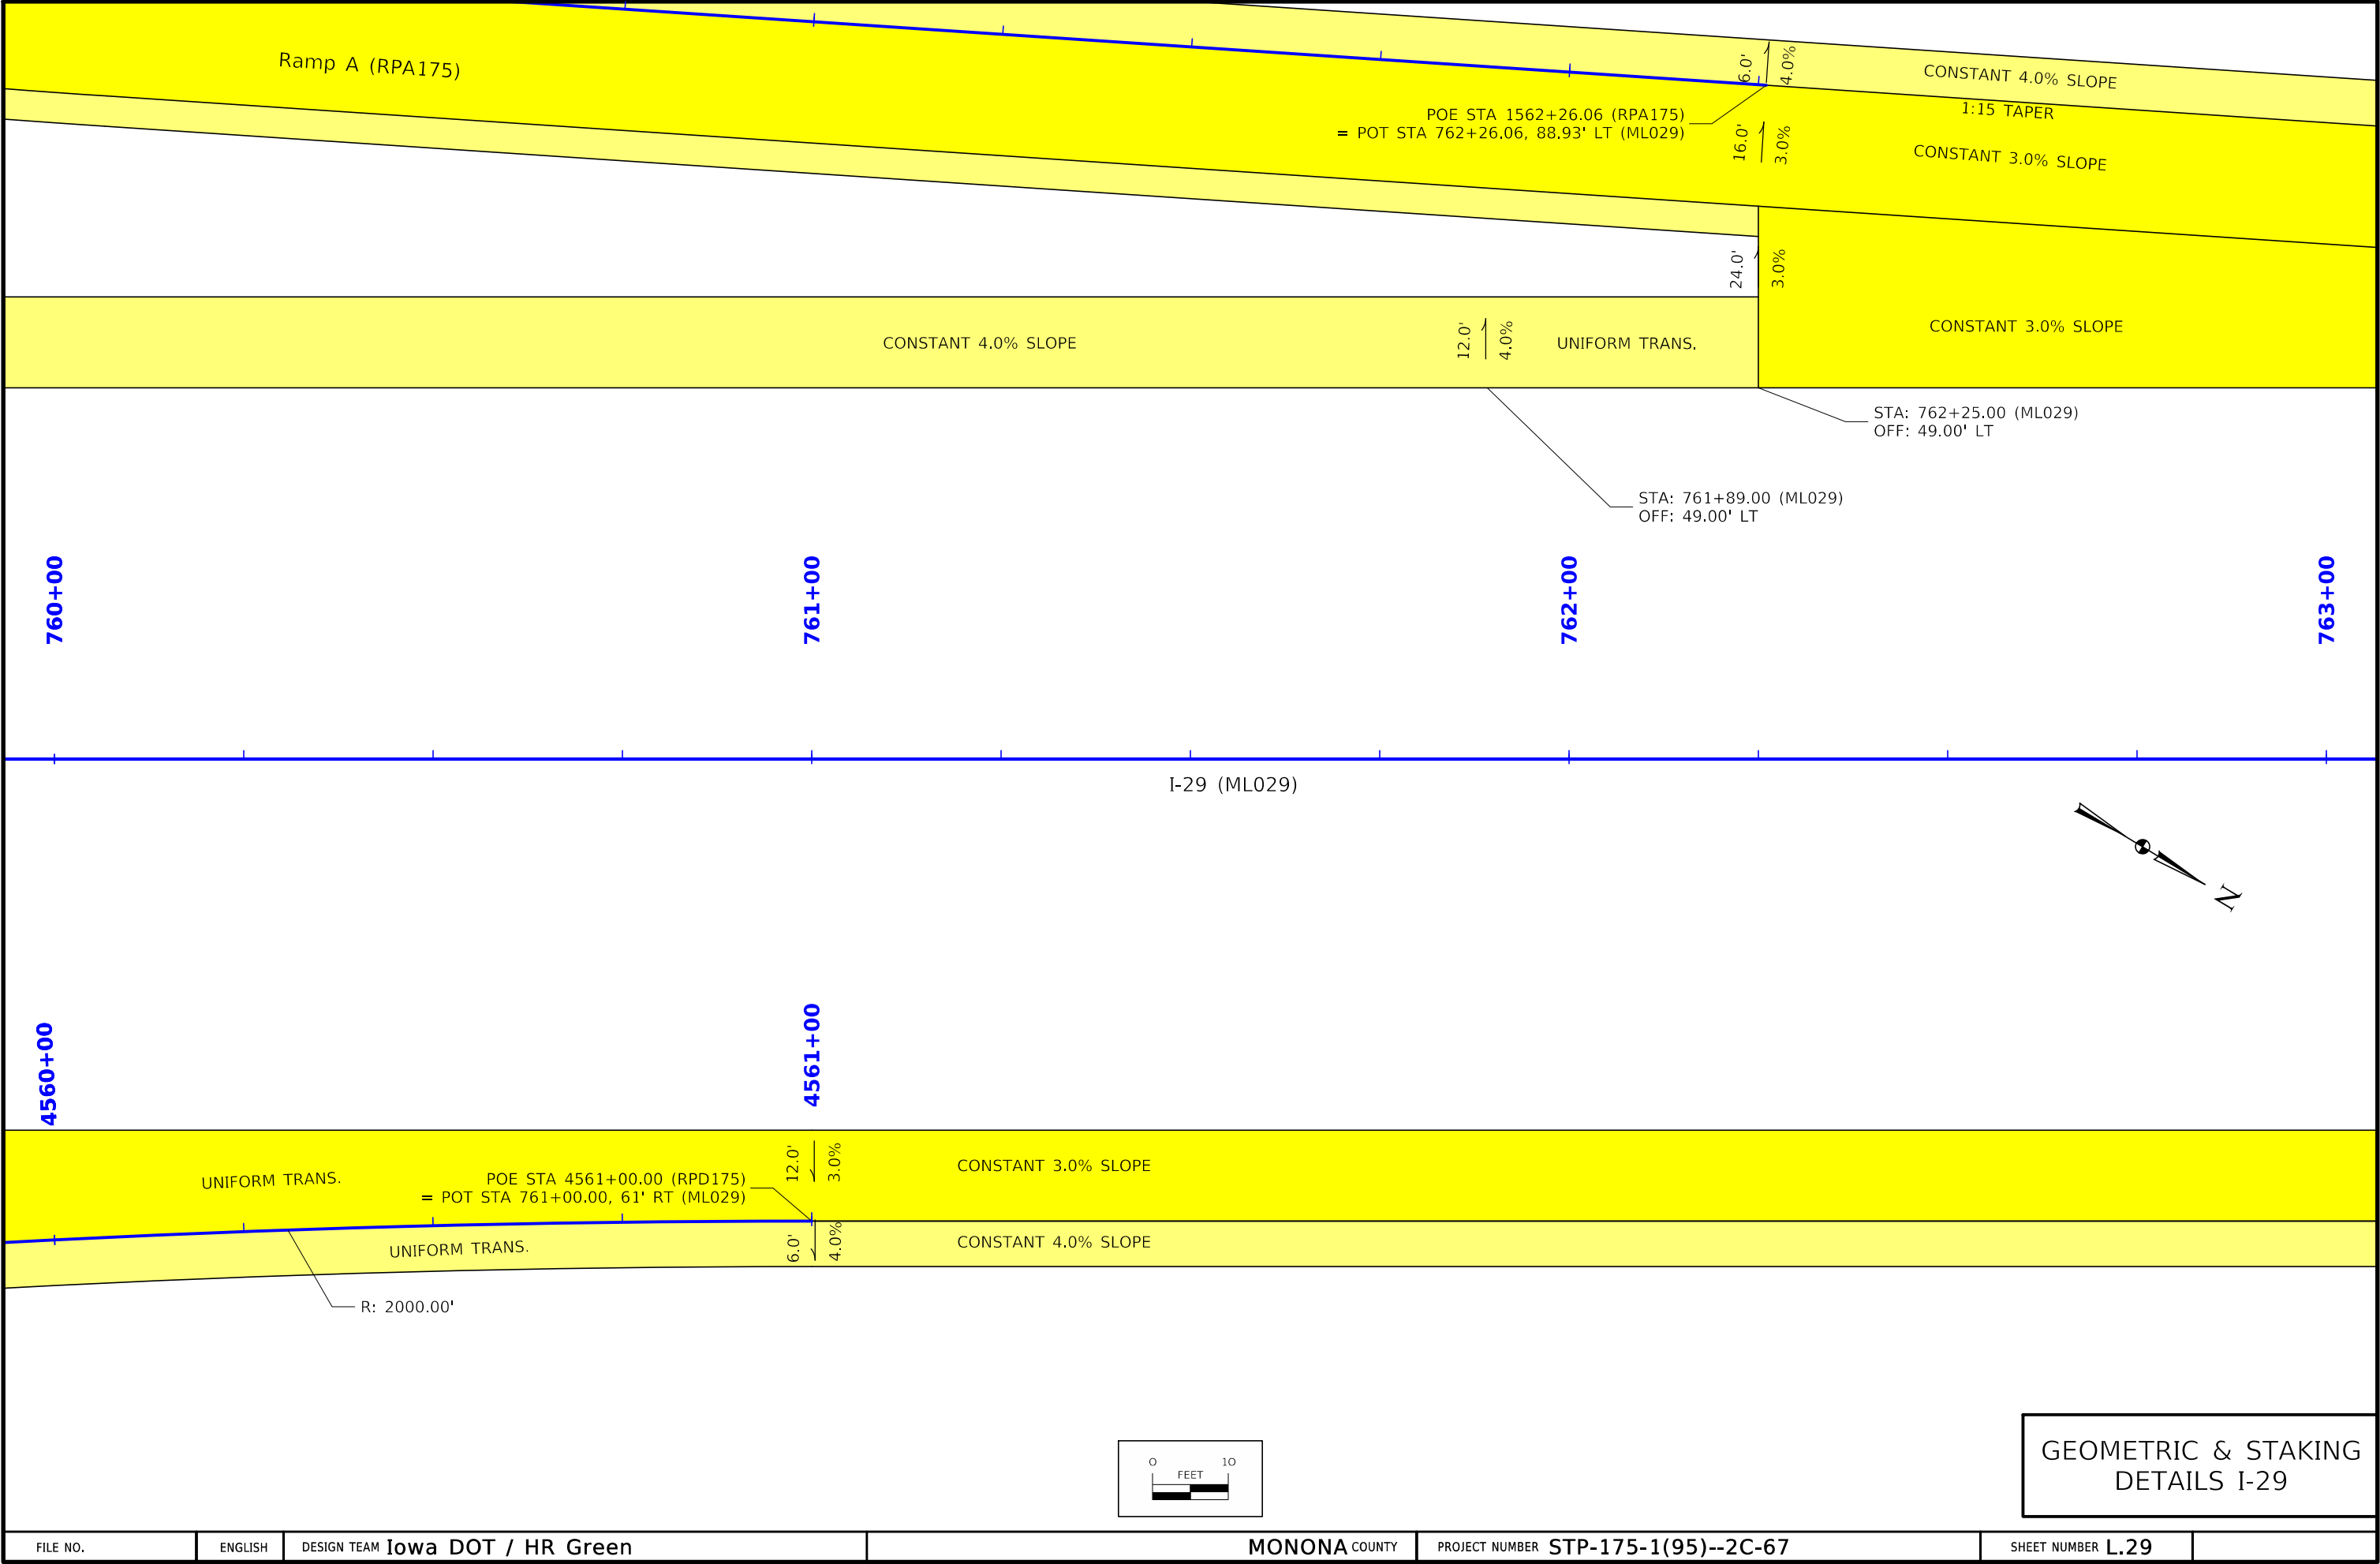 Ramp A (RPA175)
6.0'
4.0%
CONSTANT 4.0% SLOPE
1:15 TAPER
POE STA 1562+26.06 (RPA175)
= POT STA 762+26.06, 88.93' LT (ML029)
16.0'
3.0%
CONSTANT 3.0% SLOPE
24.0'
3.0%
CONSTANT 4.0% SLOPE
12.0'
4.0%
UNIFORM TRANS.
CONSTANT 3.0% SLOPE
STA: 762+25.00 (ML029)
OFF: 49.00' LT
STA: 761+89.00 (ML029)
OFF: 49.00' LT
760+00
761+00
762+00
763+00
I-29 (ML029)
N
4560+00
4561+00
UNIFORM TRANS.
POE STA 4561+00.00 (RPD175)
= POT STA 761+00.00, 61' RT (ML029)
12.0'
3.0%
CONSTANT 3.0% SLOPE
UNIFORM TRANS.
6.0'
4.0%
CONSTANT 4.0% SLOPE
R: 2000.00'
0 10
FEET
GEOMETRIC & STAKING
DETAILS I-29
FILE NO. ENGLISH DESIGN TEAM Iowa DOT / HR Green MONONA COUNTY PROJECT NUMBER STP-175-1(95)--2C-67 SHEET NUMBER L.29